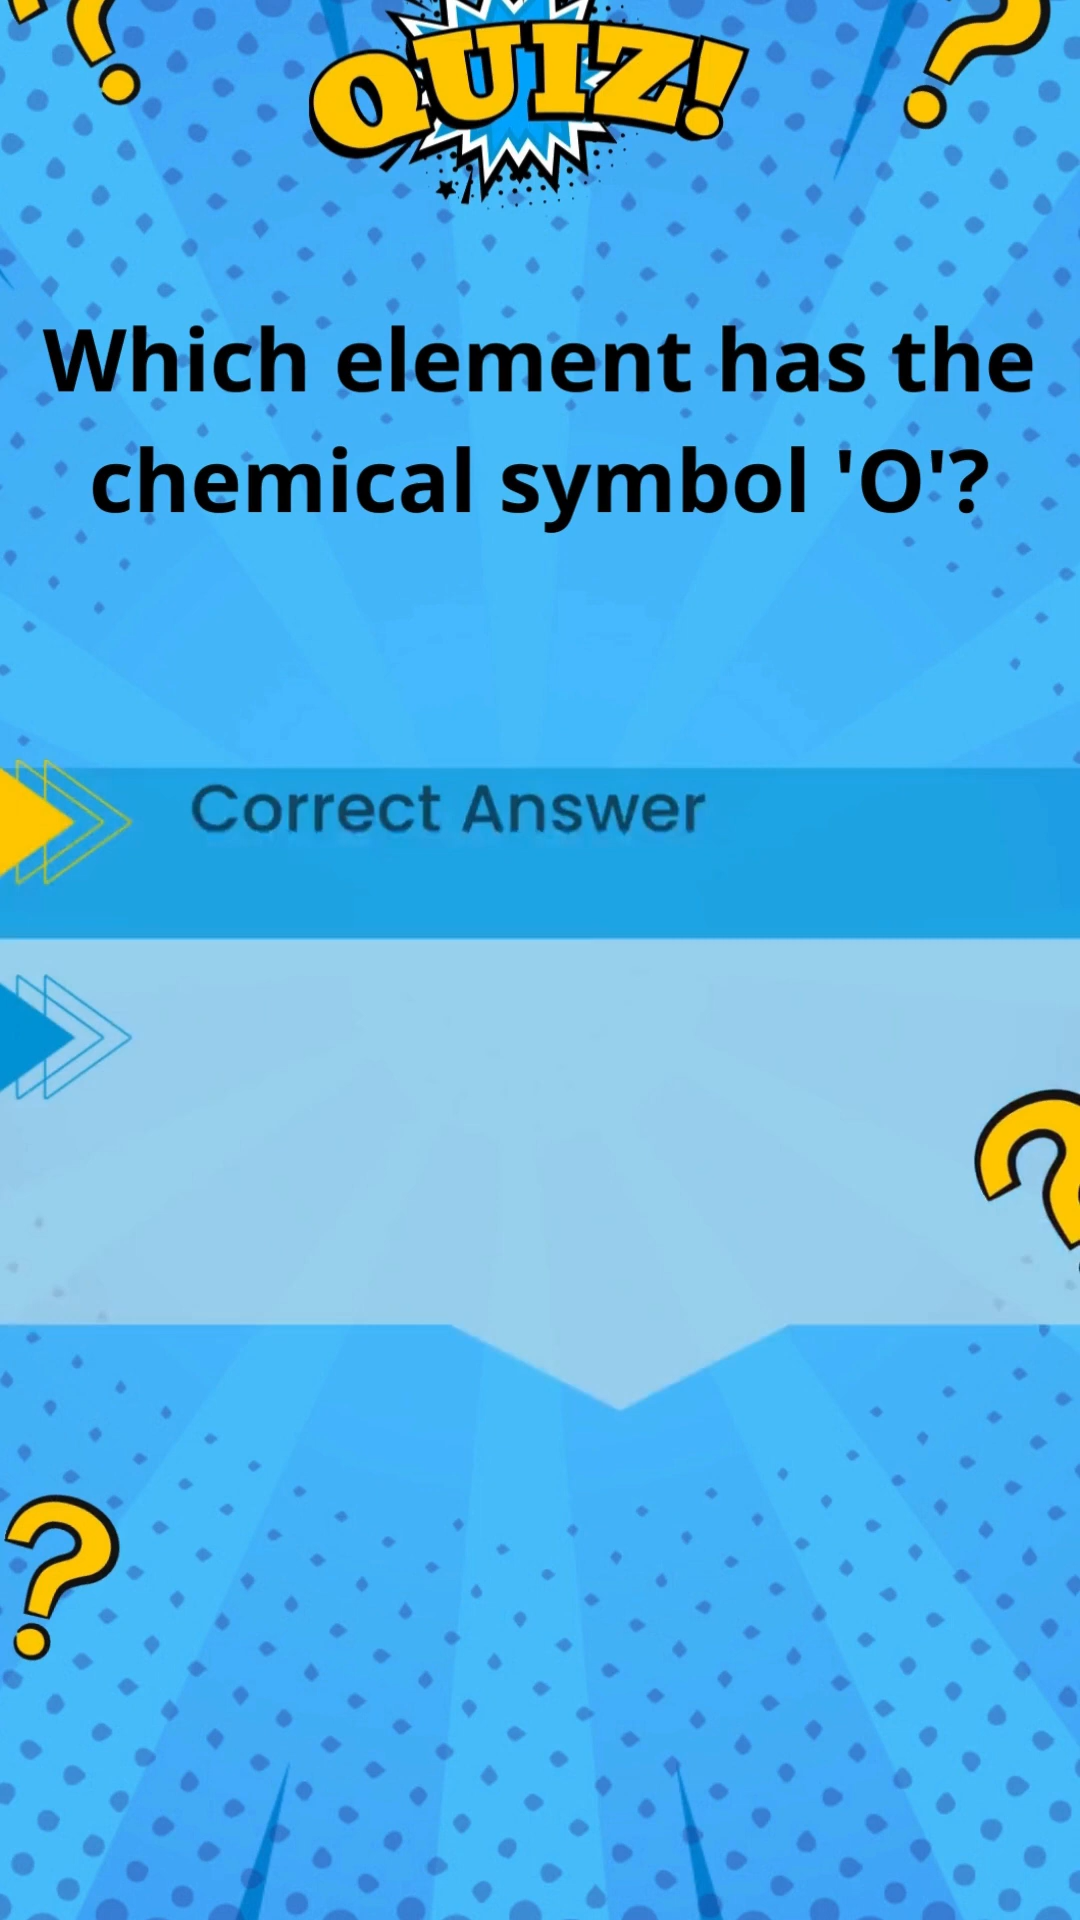 QUIZ!
Which element has the
chemical symbol 'O'?
Correct Answer